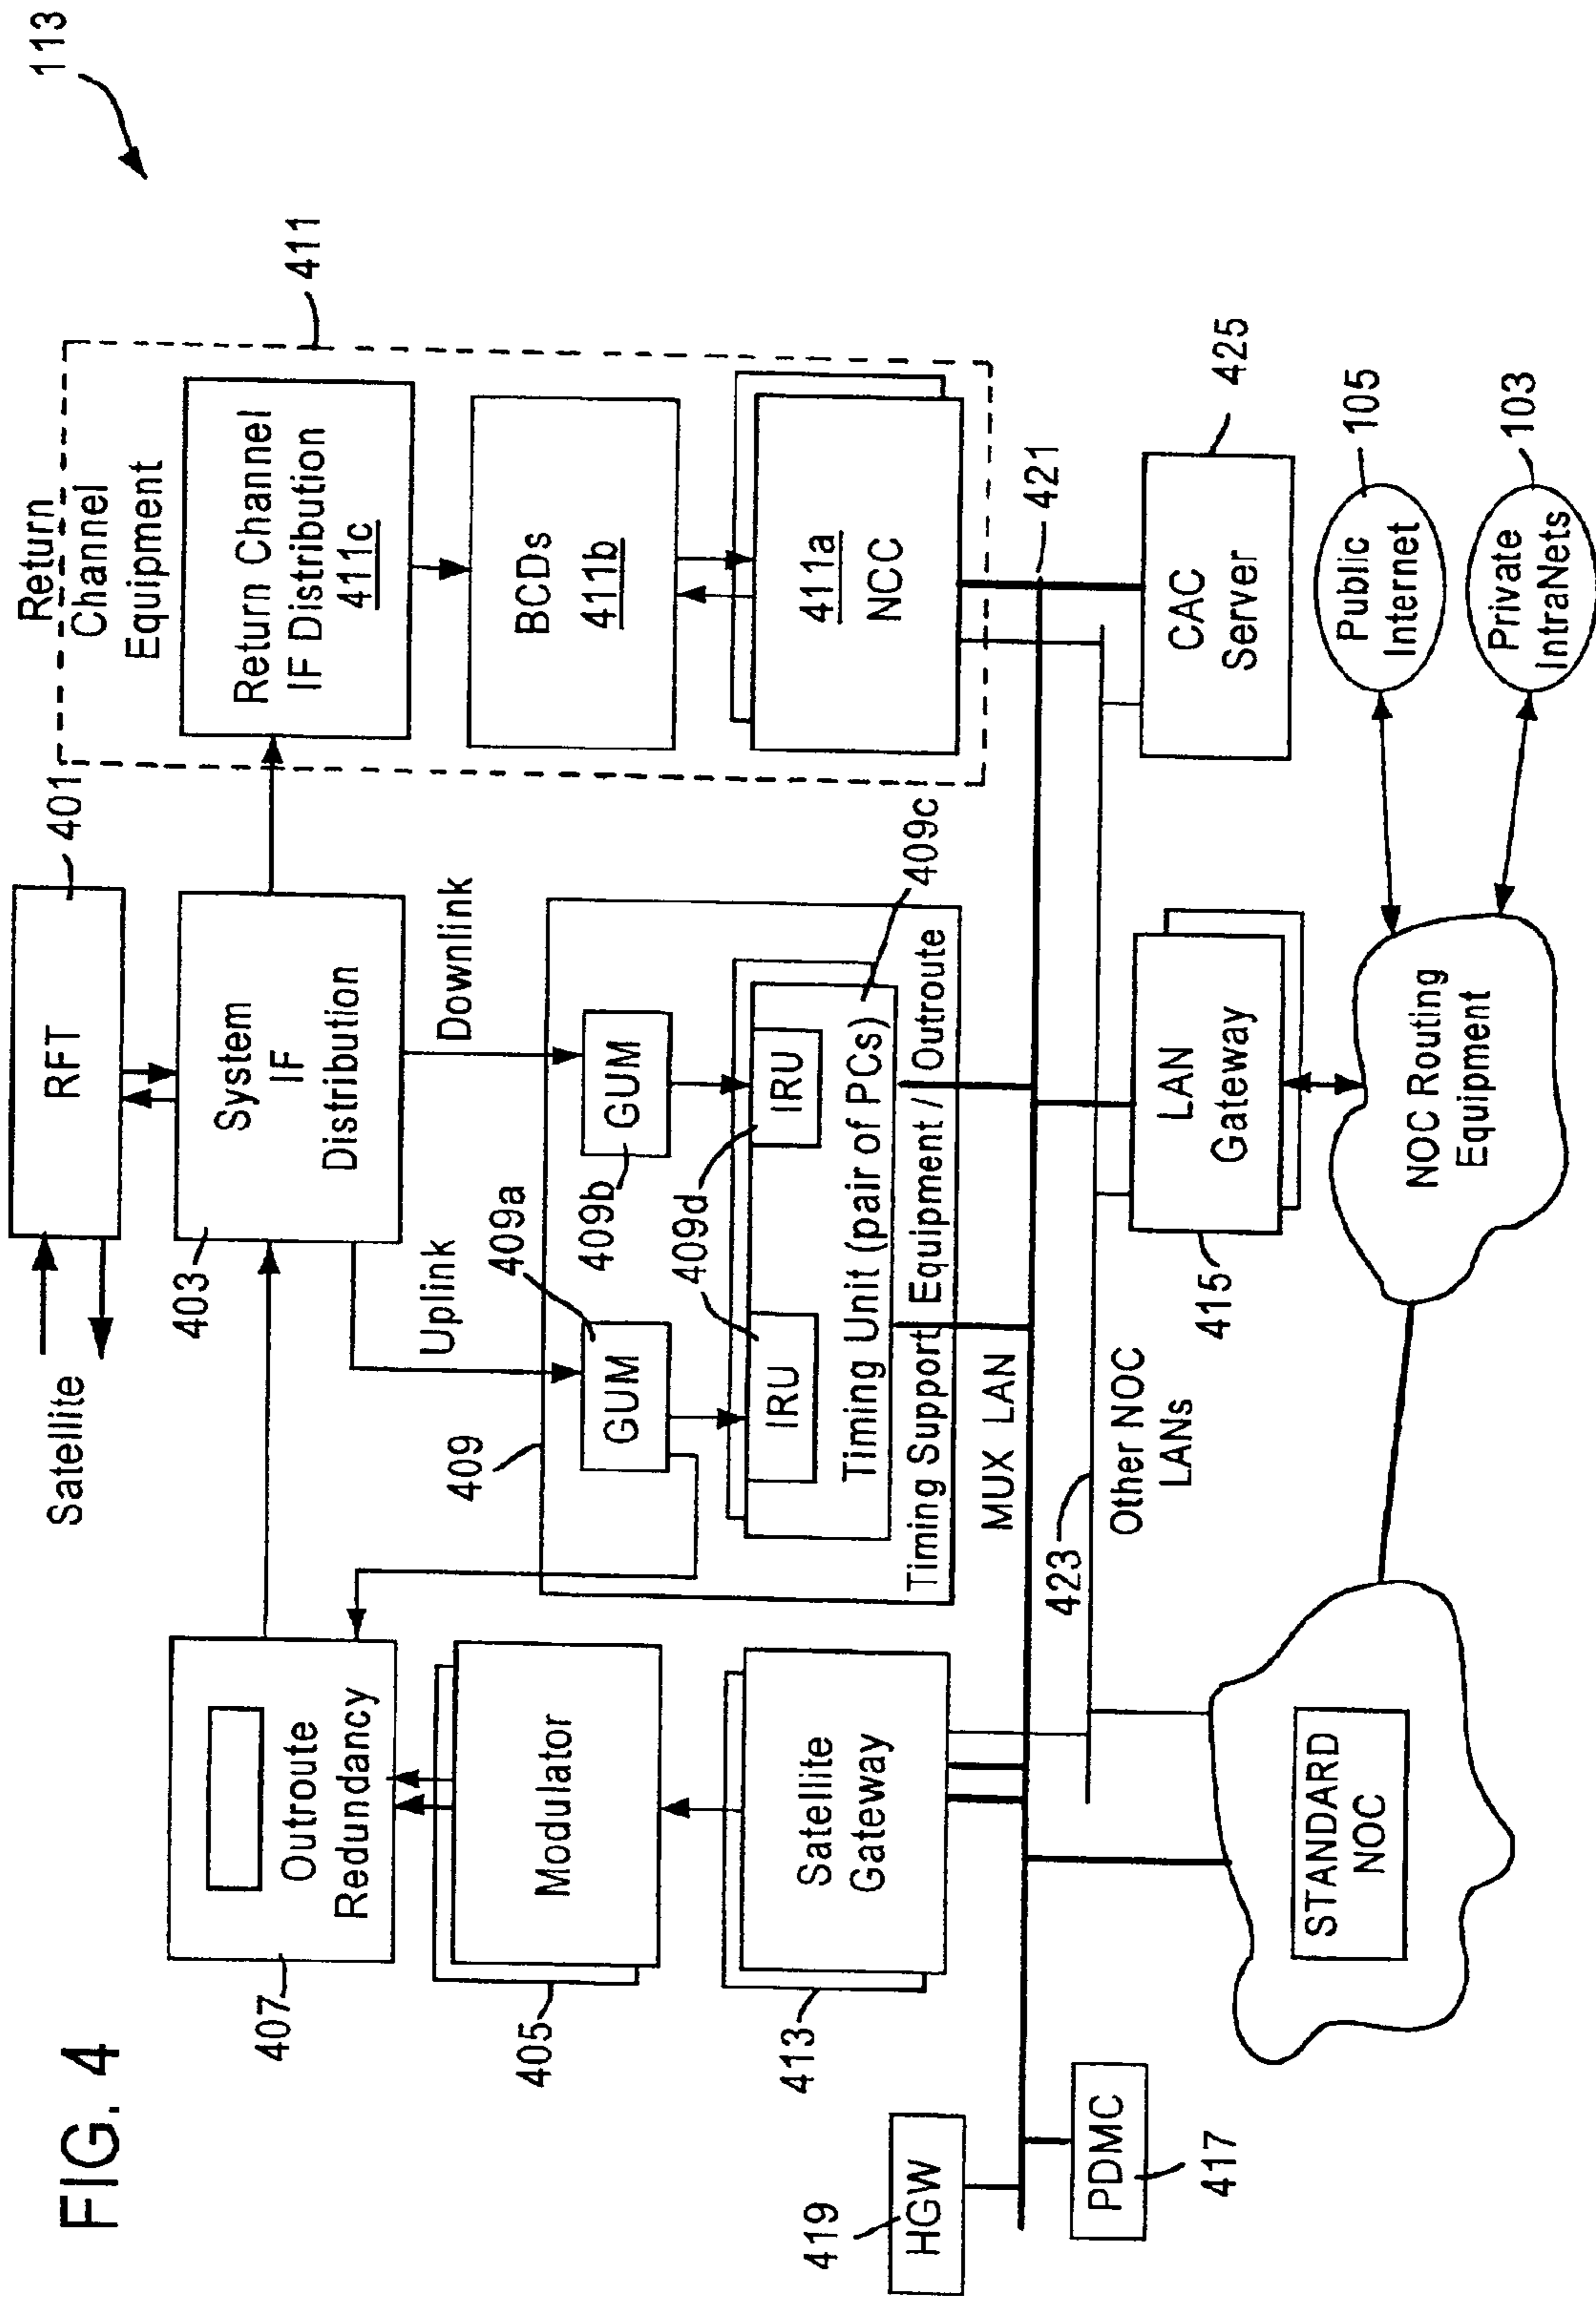 FIG. 4
113
Satellite
RFT
401
407
Outroute
Redundancy
403
System
IF
Distribution
Return
Channel
Equipment
411
Return Channel
IF Distribution
411c
Uplink
Downlink
405
Modulator
409
409a
GUM
409b
GUM
BCDs
411b
409d
IRU
IRU
409c
Timing Unit (pair of PCs)
Timing Support Equipment / Outroute
411a
NCC
413
Satellite
Gateway
419
HGW
MUX LAN
421
423
Other NOC
LANs
PDMC
417
415
LAN
Gateway
CAC
Server
425
STANDARD
NOC
NOC Routing
Equipment
Public
Internet
105
Private
IntraNets
103